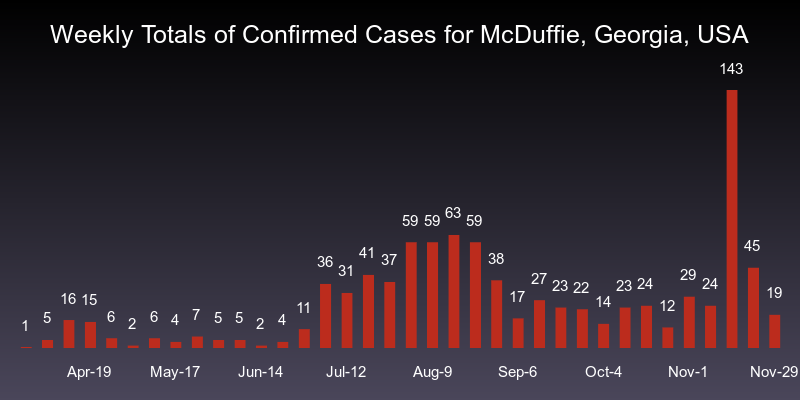 Weekly Totals of Confirmed Cases for McDuffie, Georgia, USA
1 5 16 15 6 2 6 4 7 5 5 2 4 11 36 31 41 37 59 59 63 59 38 17 27 23 22 14 23 24 12 29 24 143 45 19
Apr-19 May-17 Jun-14 Jul-12 Aug-9 Sep-6 Oct-4 Nov-1 Nov-29